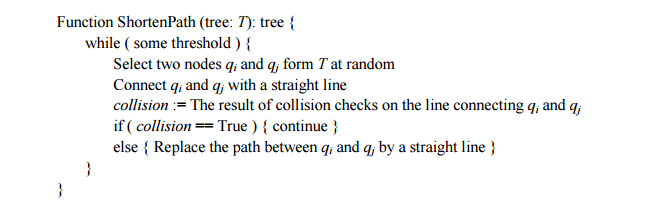 Function ShortenPath (tree: T): tree {
while ( some threshold ) {
Select two nodes qi and qj form T at random
Connect qi and qj with a straight line
collision := The result of collision checks on the line connecting qi and qj
if ( collision == True ) { continue }
else { Replace the path between qi and qj by a straight line }
}
}